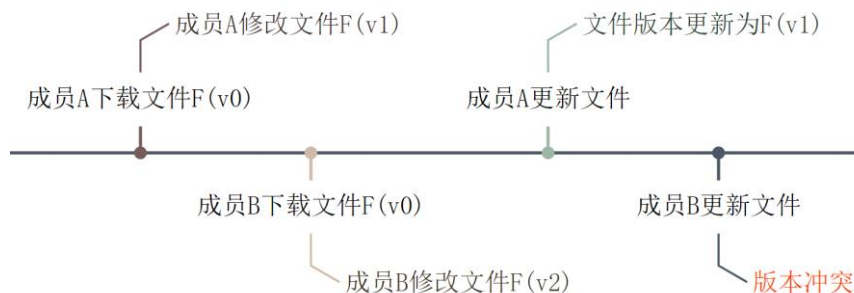 成员A修改文件F(v1)
文件版本更新为F(v1)
成员A下载文件F(v0)
成员A更新文件
成员B下载文件F(v0)
成员B更新文件
成员B修改文件F(v2)
版本冲突